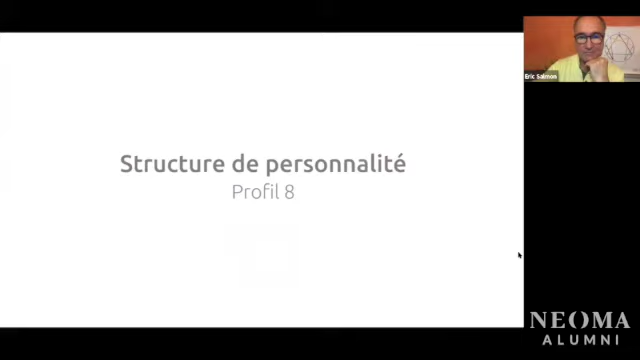 Structure de personnalité
Profil 8
Eric Salmon
NEOMA
ALUMNI